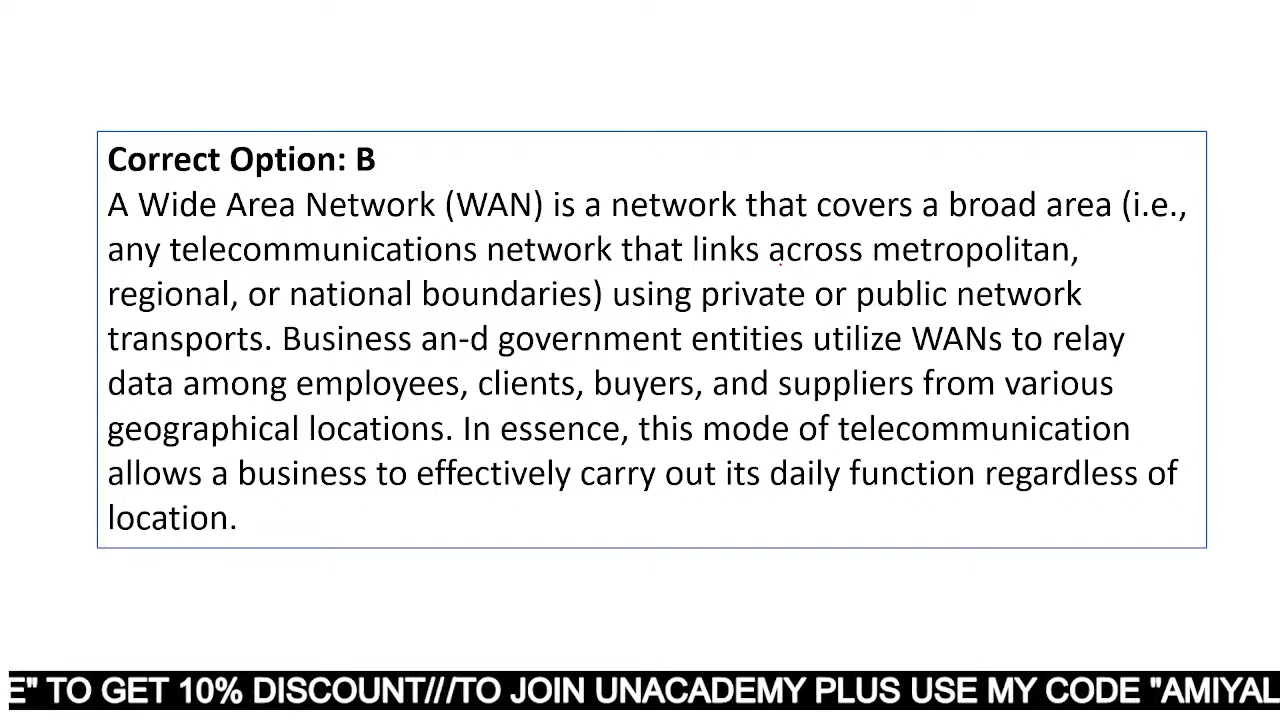 Correct Option: B
A Wide Area Network (WAN) is a network that covers a broad area (i.e.,
any telecommunications network that links across metropolitan,
regional, or national boundaries) using private or public network
transports. Business an-d government entities utilize WANs to relay
data among employees, clients, buyers, and suppliers from various
geographical locations. In essence, this mode of telecommunication
allows a business to effectively carry out its daily function regardless of
location.
E" TO GET 10% DISCOUNT///TO JOIN UNACADEMY PLUS USE MY CODE "AMIYAL